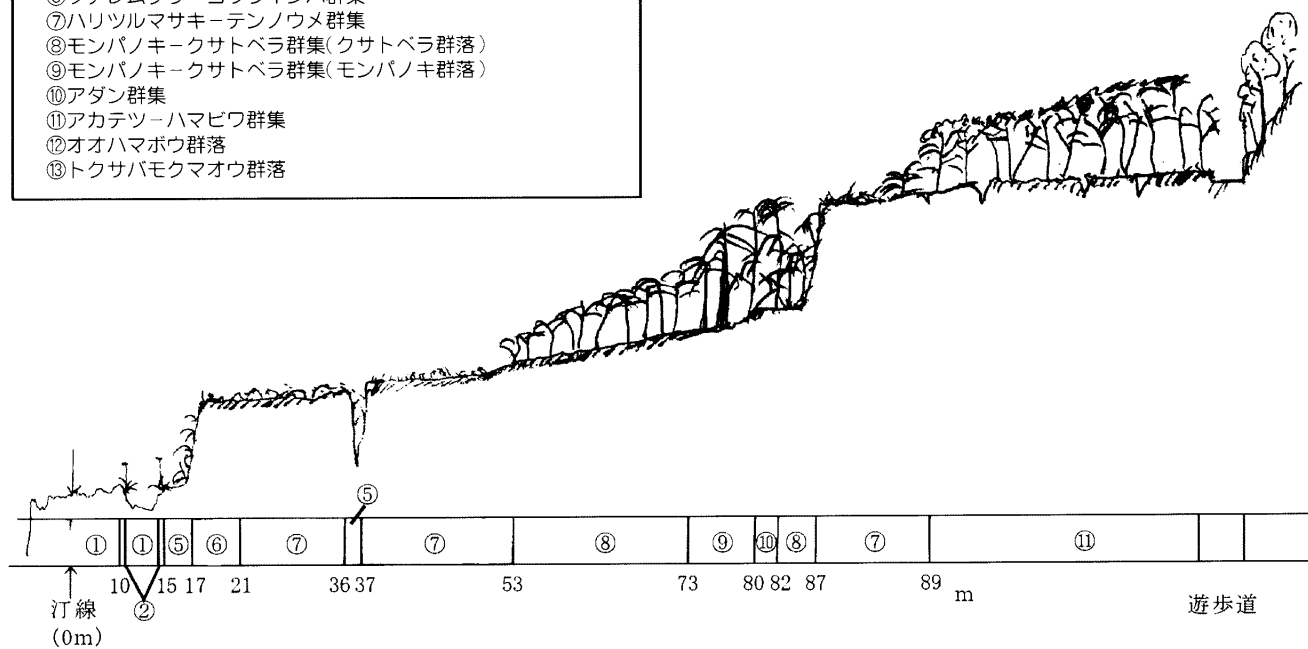 ⑦ハリツルマサキーテンノウメ群集
⑧モンパノキ－クサトベラ群集(クサトベラ群落)
⑨モンパノキ－クサトベラ群集(モンパノキ群落)
⑩アダン群集
⑪アカテツ－ハマビワ群集
⑫オオハマボウ群落
⑬トクサバモクマオウ群落
⑤
① ① ⑤ ⑥ ⑦ ⑦ ⑧ ⑨ ⑩ ⑧ ⑦ ⑪
10 15 17 21 36 37 53 73 80 82 87 89 m
②
汀線 遊歩道
(0m)